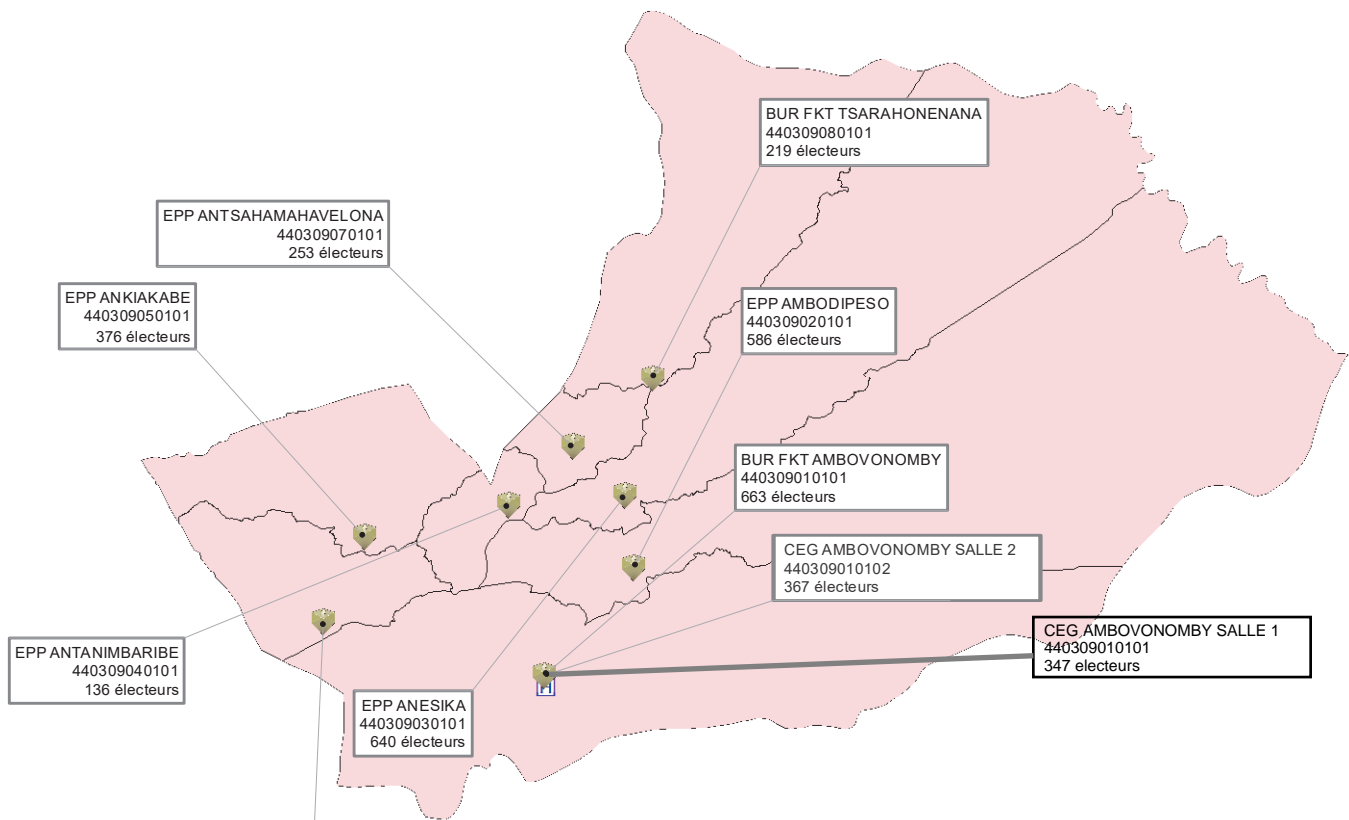 BUR FKT TSARAHONENANA
440309080101
219 électeurs
EPP ANTSAHAMAHAVELONA
440309070101
253 électeurs
EPP ANKIAKABE
440309050101
376 électeurs
EPP AMBODIPESO
440309020101
586 électeurs
BUR FKT AMBOVONOMBY
440309010101
663 électeurs
CEG AMBOVONOMBY SALLE 2
440309010102
367 électeurs
CEG AMBOVONOMBY SALLE 1
440309010101
347 electeurs
EPP ANTANIMBARIBE
440309040101
136 électeurs
EPP ANESIKA
440309030101
640 électeurs
H